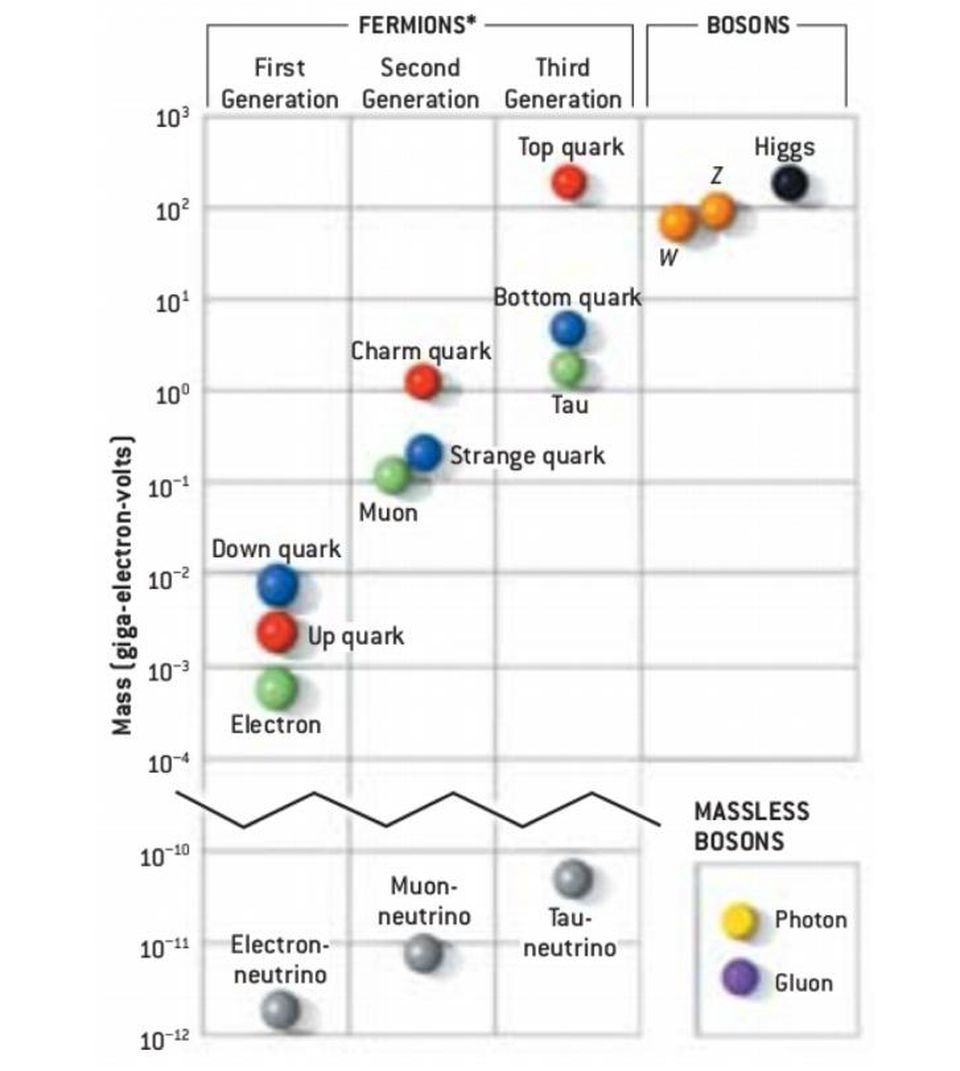 FERMIONS*
BOSONS
First
Generation
Second
Generation
Third
Generation
10³
Top quark
Higgs
Z
10²
W
10¹
Bottom quark
Charm quark
10⁰
Tau
Mass (giga-electron-volts)
Strange quark
10⁻¹
Muon
Down quark
10⁻²
Up quark
10⁻³
Electron
10⁻⁴
MASSLESS
BOSONS
10⁻¹⁰
Muon-
neutrino
Tau-
neutrino
Photon
10⁻¹¹
Electron-
neutrino
Gluon
10⁻¹²